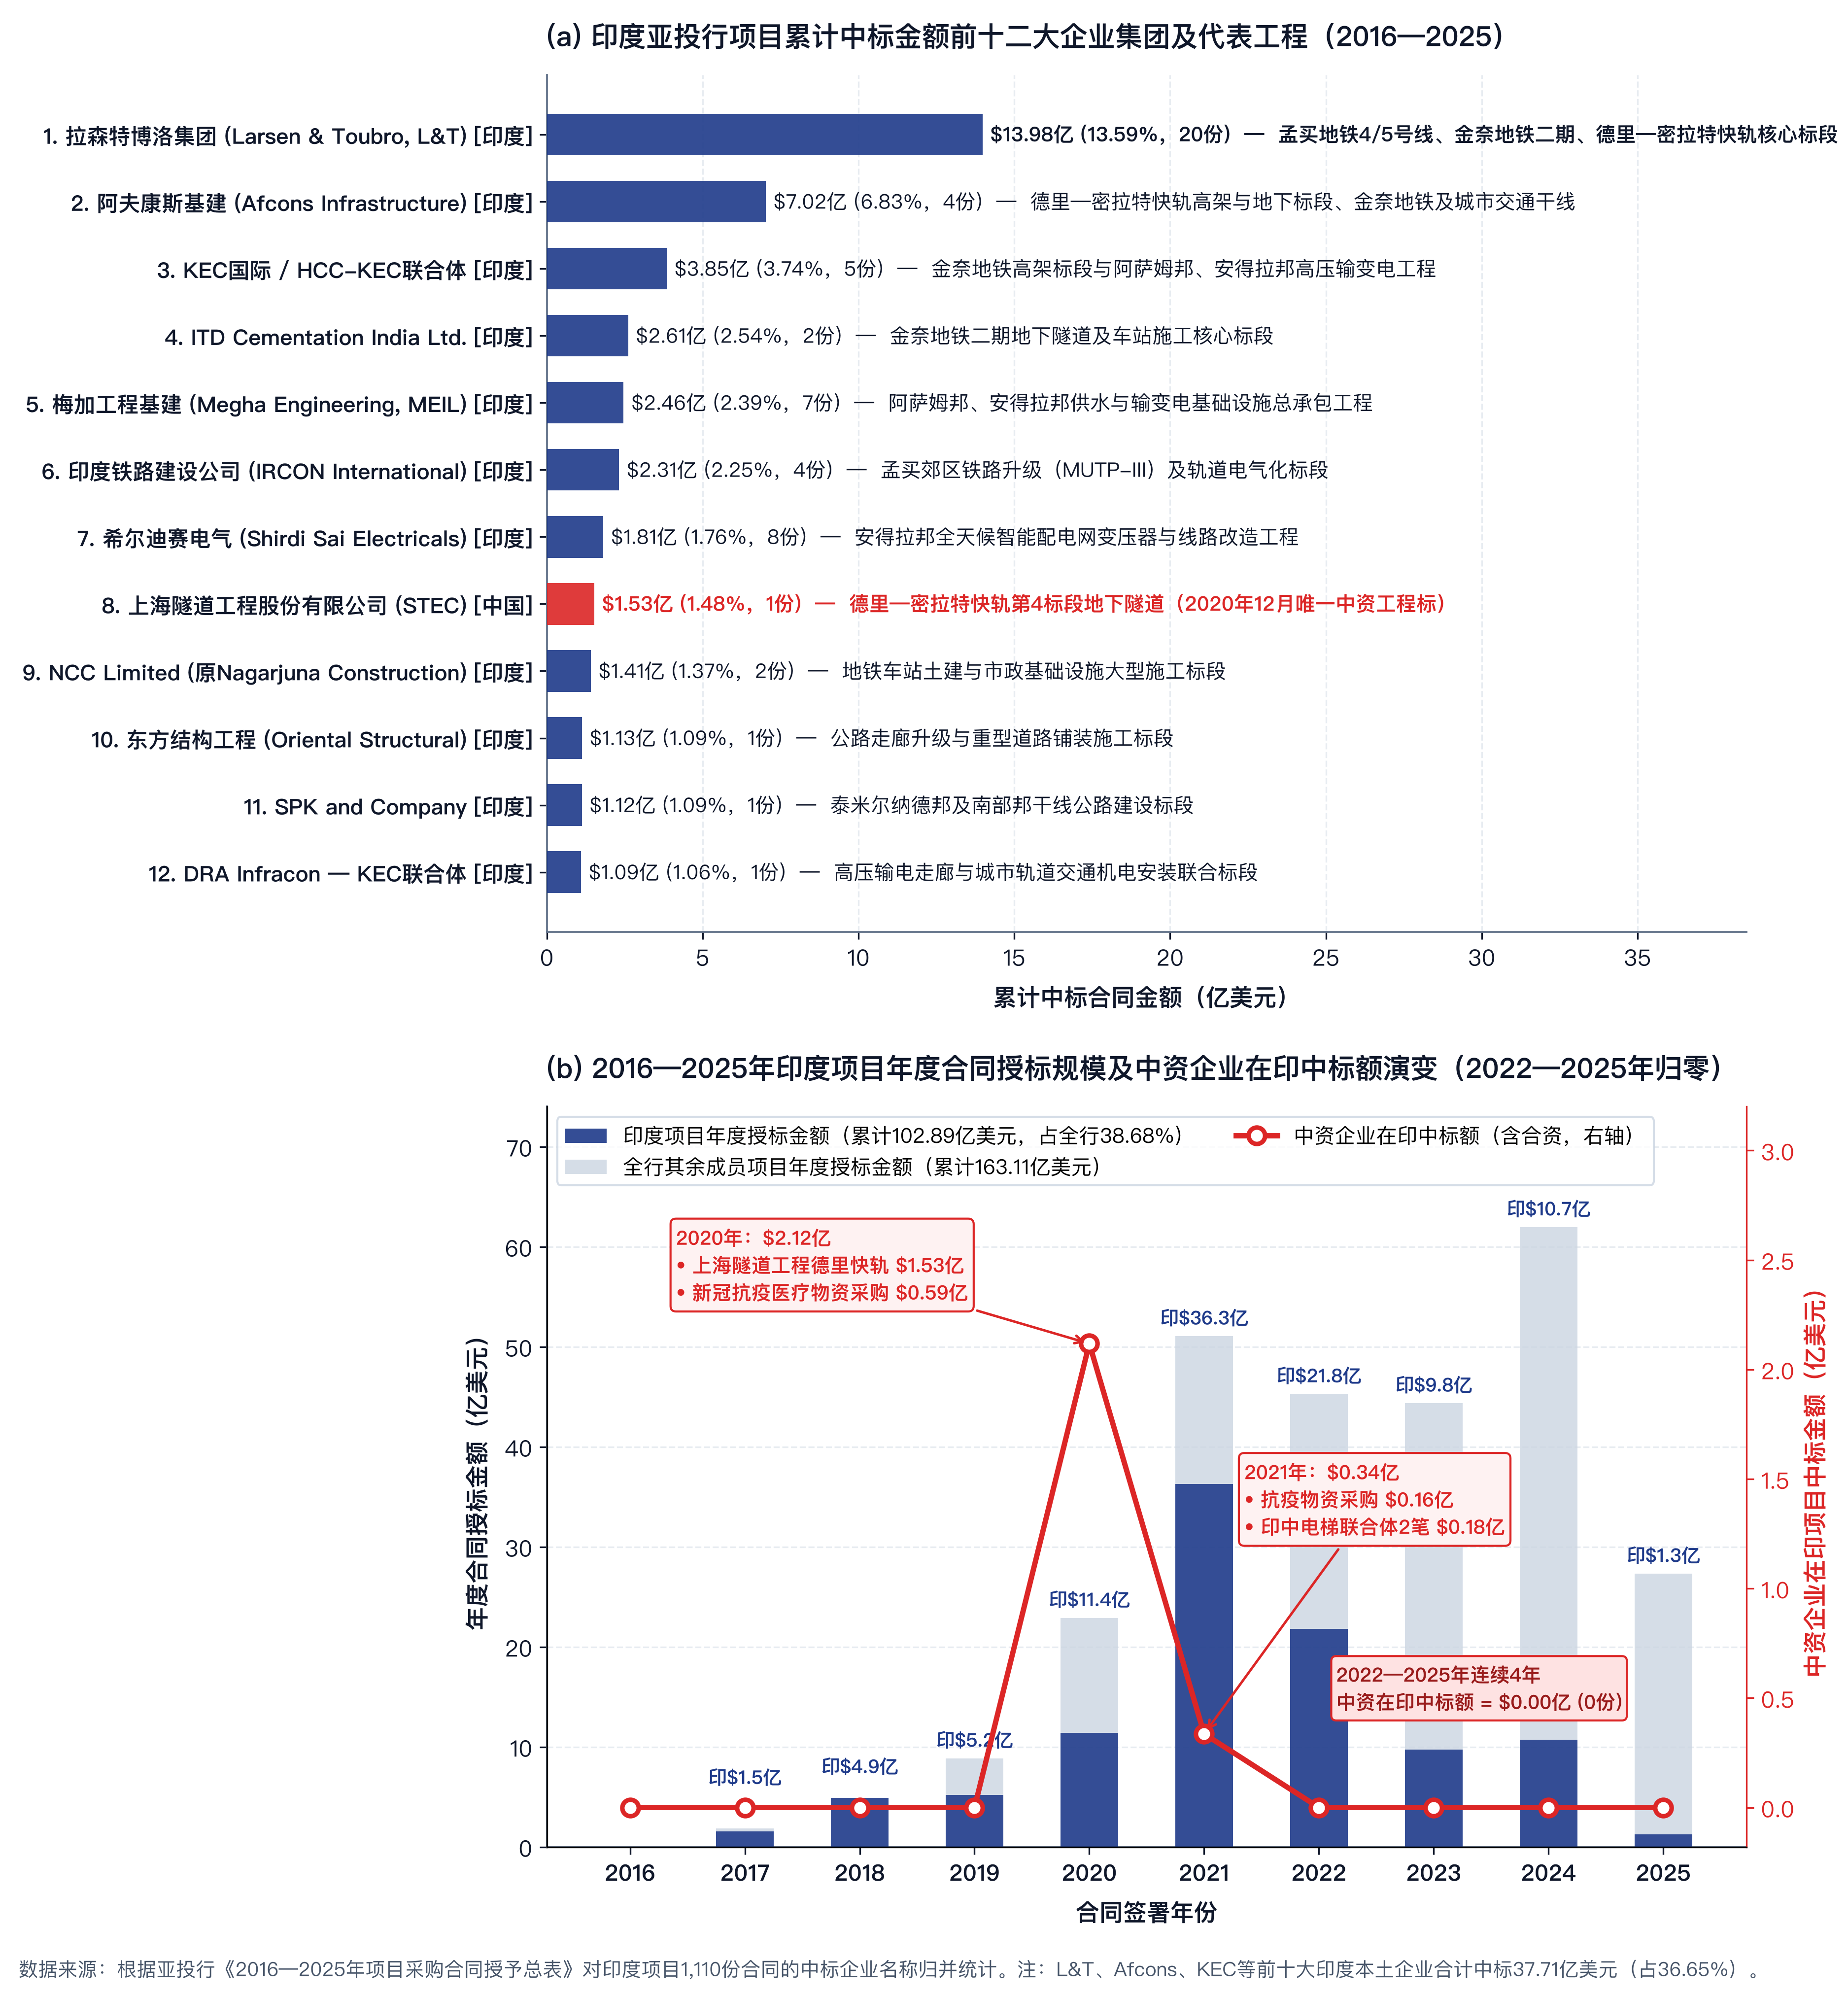 (a) 印度亚投行项目累计中标金额前十二大企业集团及代表工程（2016—2025）
1. 拉森特博洛集团 (Larsen & Toubro, L&T) [印度]
$13.98亿 (13.59%，20份) — 孟买地铁4/5号线、金奈地铁二期、德里—密拉特快轨核心标段
2. 阿夫康斯基建 (Afcons Infrastructure) [印度]
$7.02亿 (6.83%，4份) — 德里—密拉特快轨高架与地下标段、金奈地铁及城市交通干线
3. KEC国际 / HCC-KEC联合体 [印度]
$3.85亿 (3.74%，5份) — 金奈地铁高架标段与阿萨姆邦、安得拉邦高压输变电工程
4. ITD Cementation India Ltd. [印度]
$2.61亿 (2.54%，2份) — 金奈地铁二期地下隧道及车站施工核心标段
5. 梅加工程基建 (Megha Engineering, MEIL) [印度]
$2.46亿 (2.39%，7份) — 阿萨姆邦、安得拉邦供水与输变电基础设施总承包工程
6. 印度铁路建设公司 (IRCON International) [印度]
$2.31亿 (2.25%，4份) — 孟买郊区铁路升级（MUTP-III）及轨道电气化标段
7. 希尔迪赛电气 (Shirdi Sai Electricals) [印度]
$1.81亿 (1.76%，8份) — 安得拉邦全天候智能配电网变压器与线路改造工程
8. 上海隧道工程股份有限公司 (STEC) [中国]
$1.53亿 (1.48%，1份) — 德里—密拉特快轨第4标段地下隧道（2020年12月唯一中资工程标）
9. NCC Limited (原Nagarjuna Construction) [印度]
$1.41亿 (1.37%，2份) — 地铁车站土建与市政基础设施大型施工标段
10. 东方结构工程 (Oriental Structural) [印度]
$1.13亿 (1.09%，1份) — 公路走廊升级与重型道路铺装施工标段
11. SPK and Company [印度]
$1.12亿 (1.09%，1份) — 泰米尔纳德邦及南部邦干线公路建设标段
12. DRA Infracon — KEC联合体 [印度]
$1.09亿 (1.06%，1份) — 高压输电走廊与城市轨道交通机电安装联合标段
0 5 10 15 20 25 30 35
累计中标合同金额（亿美元）
(b) 2016—2025年印度项目年度合同授标规模及中资企业在印中标额演变（2022—2025年归零）
印度项目年度授标金额（累计102.89亿美元，占全行38.68%）
全行其余成员项目年度授标金额（累计163.11亿美元）
中资企业在印中标额（含合资，右轴）
年度合同授标金额（亿美元）
70
60
50
40
30
20
10
0
2020年：$2.12亿
• 上海隧道工程德里快轨 $1.53亿
• 新冠抗疫医疗物资采购 $0.59亿
2021年：$0.34亿
• 抗疫物资采购 $0.16亿
• 印中电梯联合体2笔 $0.18亿
2022—2025年连续4年
中资在印中标额 = $0.00亿 (0份)
印$1.5亿
印$4.9亿
印$5.2亿
印$11.4亿
印$36.3亿
印$21.8亿
印$9.8亿
印$10.7亿
印$1.3亿
3.0
2.5
2.0
1.5
1.0
0.5
0.0
中资企业在印项目中标金额（亿美元）
2016 2017 2018 2019 2020 2021 2022 2023 2024 2025
合同签署年份
数据来源：根据亚投行《2016—2025年项目采购合同授予总表》对印度项目1,110份合同的中标企业名称归并统计。注：L&T、Afcons、KEC等前十大印度本土企业合计中标37.71亿美元（占36.65%）。